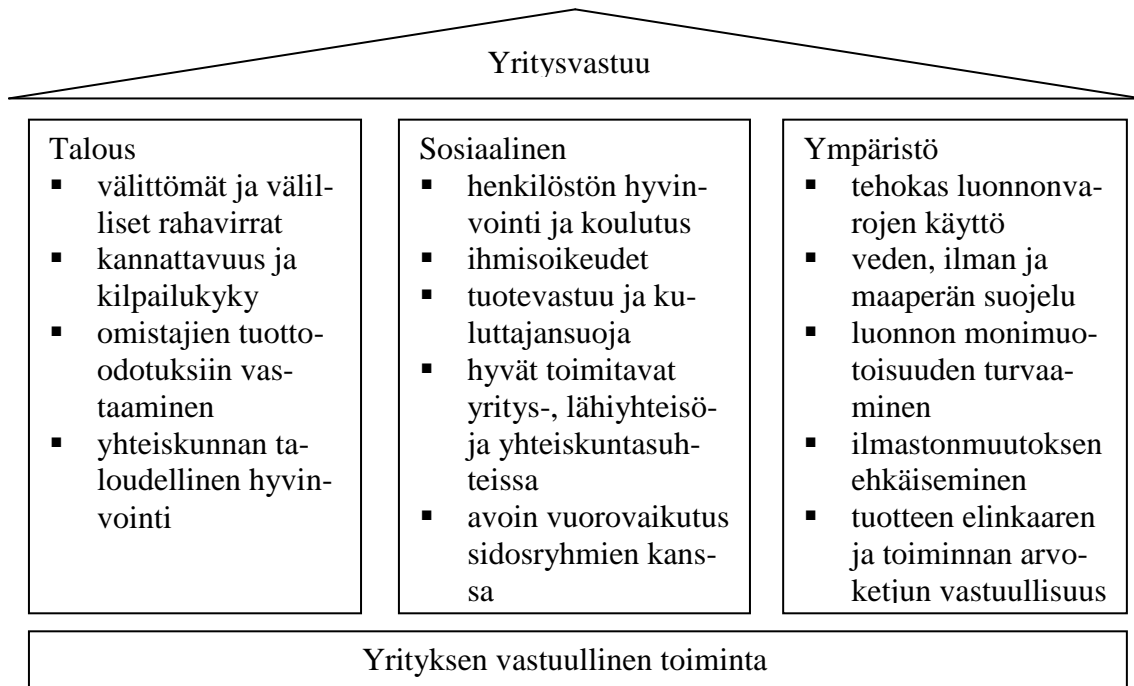 Yritysvastuu
Talous
▪ välittömät ja välil-
liset rahavirrat
▪ kannattavuus ja
kilpailukyky
▪ omistajien tuotto-
odotuksiin vas-
taaminen
▪ yhteiskunnan ta-
loudellinen hyvin-
vointi
Sosiaalinen
▪ henkilöstön hyvin-
vointi ja koulutus
▪ ihmisoikeudet
▪ tuotevastuu ja ku-
luttajansuoja
▪ hyvät toimitavat
yritys-, lähiyhteisö-
ja yhteiskuntasuh-
teissa
▪ avoin vuorovaikutus
sidosryhmien kans-
sa
Ympäristö
▪ tehokas luonnonva-
rojen käyttö
▪ veden, ilman ja
maaperän suojelu
▪ luonnon monimuo-
toisuuden turvaa-
minen
▪ ilmastonmuutoksen
ehkäiseminen
▪ tuotteen elinkaaren
ja toiminnan arvo-
ketjun vastuullisuus
Yrityksen vastuullinen toiminta